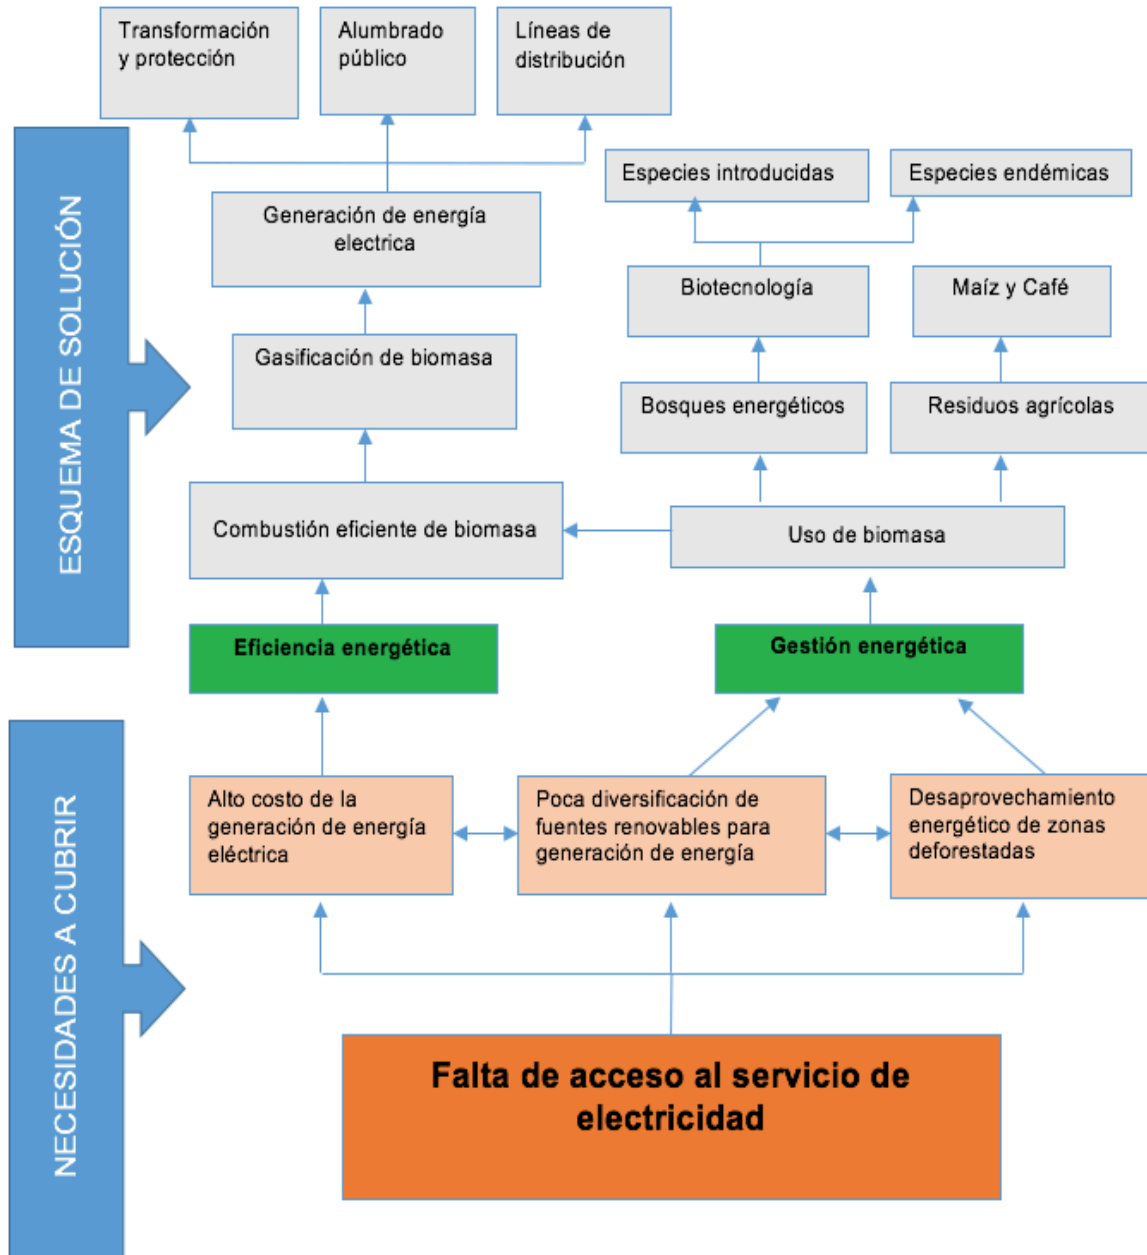 Transformación
y protección
Alumbrado
público
Líneas de
distribución
ESQUEMA DE SOLUCIÓN
Especies introducidas
Especies endémicas
Generación de energía
electrica
Biotecnología
Maíz y Café
Gasificación de biomasa
Bosques energéticos
Residuos agrícolas
Combustión eficiente de biomasa
Uso de biomasa
Eficiencia energética
Gestión energética
NECESIDADES A CUBRIR
Alto costo de la
generación de energía
eléctrica
Poca diversificación de
fuentes renovables para
generación de energía
Desaprovechamiento
energético de zonas
deforestadas
Falta de acceso al servicio de
electricidad